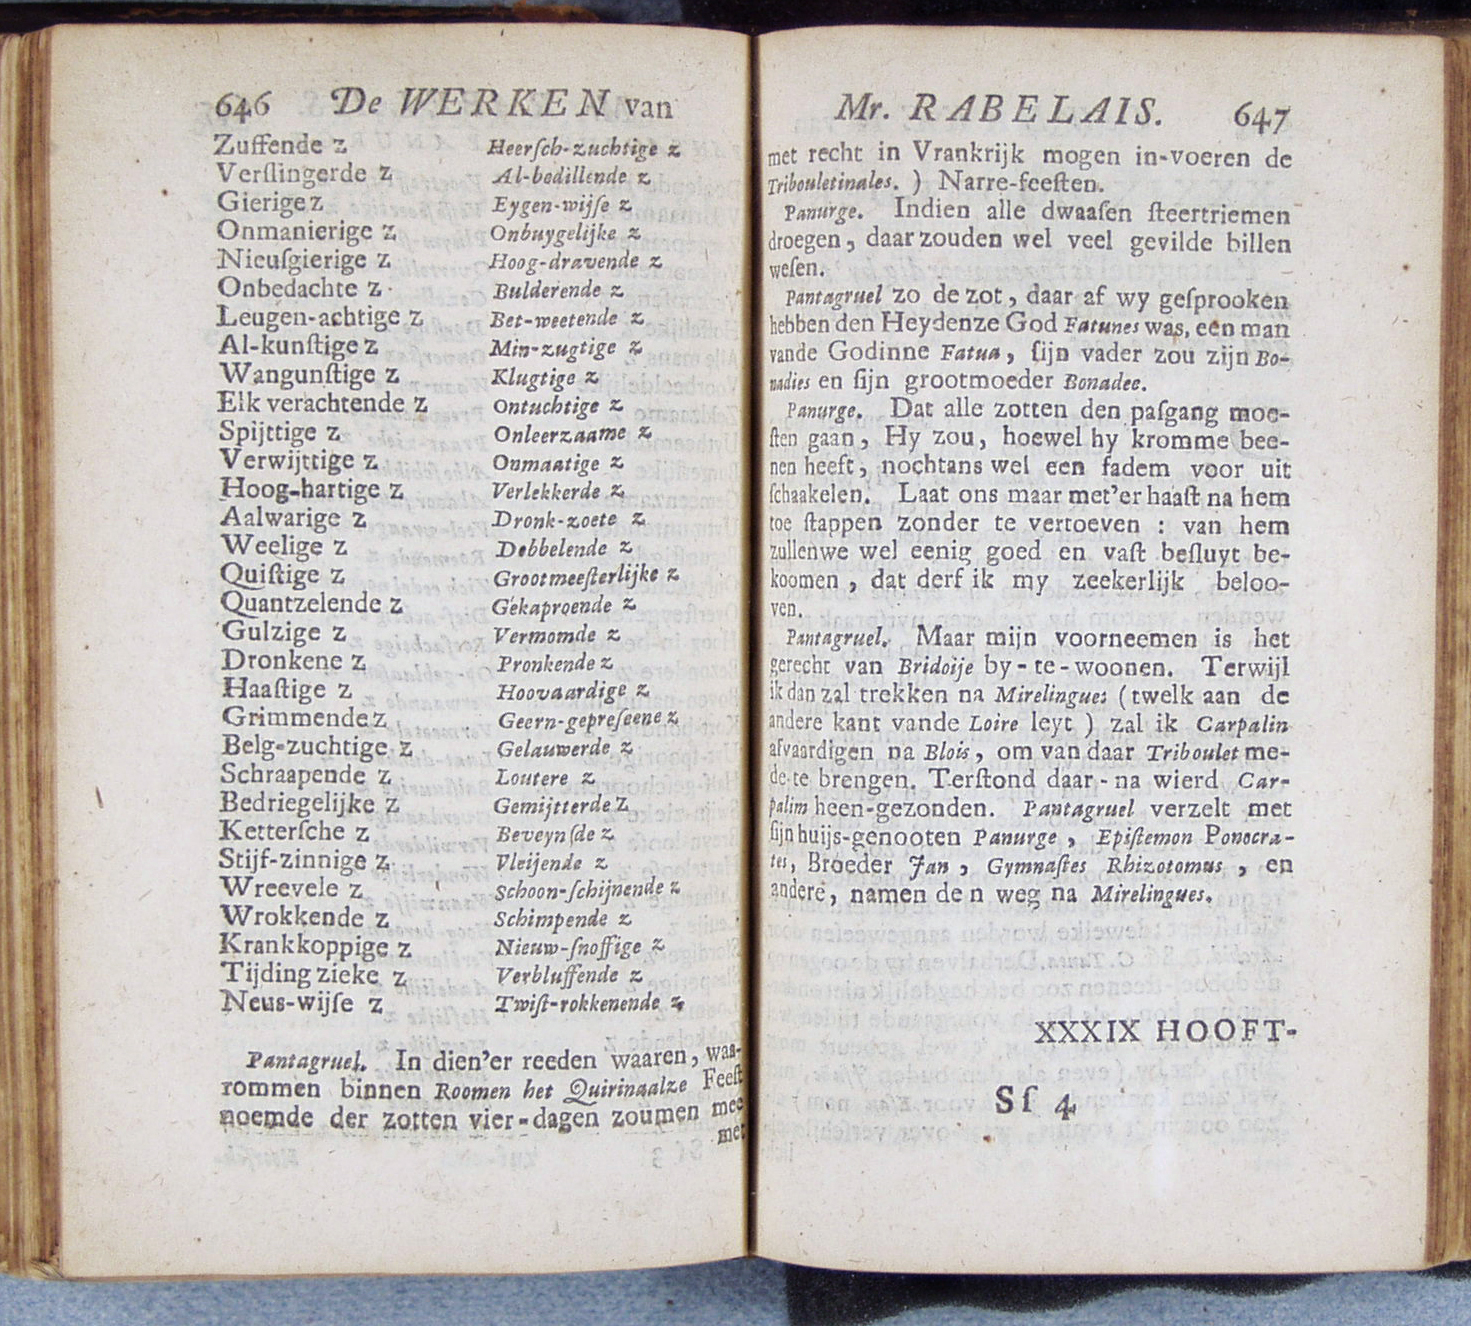 646 De WERKEN van
Zuffende z
Verſlingerde z
Gierige z
Onmanierige z
Nieuſgierige z
Onbedachte z
Leugen-achtige z
Al-kunſtige z
Wangunſtige z
Elk verachtende z
Spijttige z
Verwijttige z
Hoog-hartige z
Aalwarige z
Weelige z
Quiſtige z
Quantzelende z
Gulzige z
Dronkene z
Haaſtige z
Grimmende z
Belg-zuchtige z
Schraapende z
Bedriegelijke z
Ketterſche z
Stijf-zinnige z
Wreevele z
Wrokkende z
Krankkoppige z
Tijding zieke z
Neus-wijſe z
Heerſch-zuchtige z
Al-bedillende z
Eygen-wijſe z
Onbuygelijke z
Hoog-dravende z
Bulderende z
Bet-weetende z
Min-zugtige z
Klugtige z
Ontuchtige z
Onleerzaame z
Onmaatige z
Verlekkerde z
Dronk-zoete z
Dobbelende z
Grootmeeſterlijke z
Gekaproende z
Vermomde z
Pronkende z
Hoovaardige z
Geern-gepreſeene z
Gelauwerde z
Loutere z
Gemijtterde z
Beveynſde z
Vleijende z
Schoon-ſchijnende z
Schimpende z
Nieuw-ſnoffige z
Verbluffende z
Twiſt-rokkenende z
Pantagruel. In dien'er reeden waaren, waa-
rommen binnen Roomen het Quirinaalze Feeſt
noemde der zotten vier-dagen zoumen mee
met
Mr. RABELAIS. 647
met recht in Vrankrijk mogen in-voeren de
Tribouletinales. ) Narre-feeſten.
Panurge. Indien alle dwaaſen ſteertriemen
droegen, daar zouden wel veel gevilde billen
weſen.
Pantagruel zo de zot, daar af wy geſprooken
hebben den Heydenze God Fatunes was, een man
vande Godinne Fatua, ſijn vader zou zijn Bo-
nadies en ſijn grootmoeder Bonadee.
Panurge. Dat alle zotten den paſgang moe-
ſten gaan, Hy zou, hoewel hy kromme bee-
nen heeft, nochtans wel een fadem voor uit
ſchaakelen. Laat ons maar met'er haaſt na hem
toe ſtappen zonder te vertoeven : van hem
zullenwe wel eenig goed en vaſt beſluyt be-
koomen, dat derf ik my zeekerlijk beloo-
ven.
Pantagruel. Maar mijn voorneemen is het
gerecht van Bridoije by-te-woonen. Terwijl
ik dan zal trekken na Mirelingues (twelk aan de
andere kant vande Loire leyt ) zal ik Carpalin
afvaardigen na Blois, om van daar Triboulet me-
de te brengen. Terſtond daar-na wierd Car-
palim heen-gezonden. Pantagruel verzelt met
ſijn huijs-genooten Panurge, Epiſtemon Ponocra-
tes, Broeder Jan, Gymnaſtes Rhizotomus, en
andere, namen de n weg na Mirelingues.
XXXIX HOOFT-
Sſ 4